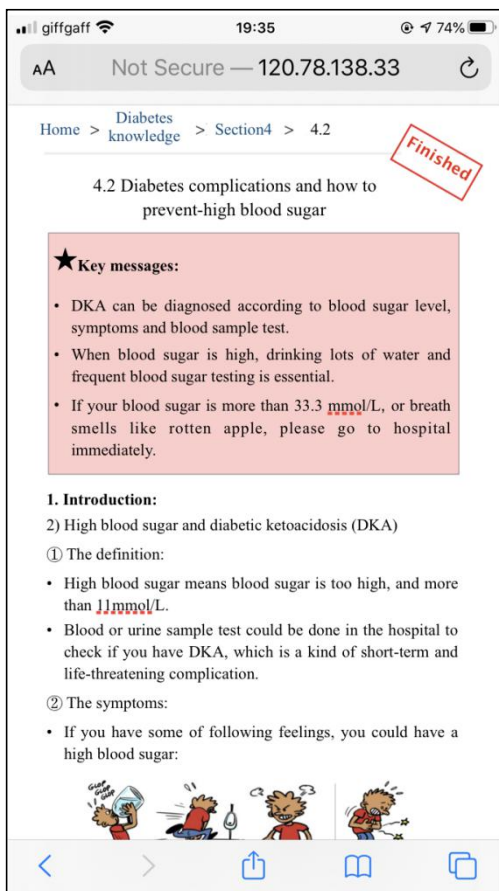 giffgaff 19:35 74%
AA Not Secure — 120.78.138.33
Home > Diabetes knowledge > Section4 > 4.2
Finished
4.2 Diabetes complications and how to
prevent-high blood sugar
★Key messages:
• DKA can be diagnosed according to blood sugar level,
symptoms and blood sample test.
• When blood sugar is high, drinking lots of water and
frequent blood sugar testing is essential.
• If your blood sugar is more than 33.3 mmol/L, or breath
smells like rotten apple, please go to hospital
immediately.
1. Introduction:
2) High blood sugar and diabetic ketoacidosis (DKA)
① The definition:
• High blood sugar means blood sugar is too high, and more
than 11mmol/L.
• Blood or urine sample test could be done in the hospital to
check if you have DKA, which is a kind of short-term and
life-threatening complication.
② The symptoms:
• If you have some of following feelings, you could have a
high blood sugar:
GLOP
GLOP
GLOP